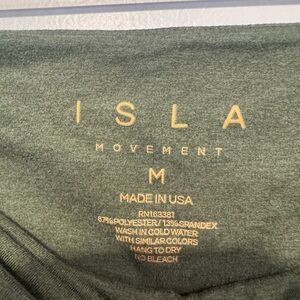 ISLA
MOVEMENT
M
MADE IN USA
RN163381
87%POLYESTER / 13%SPANDEX
WASH IN COLD WATER
WITH SIMILAR COLORS
HANG TO DRY
NO BLEACH